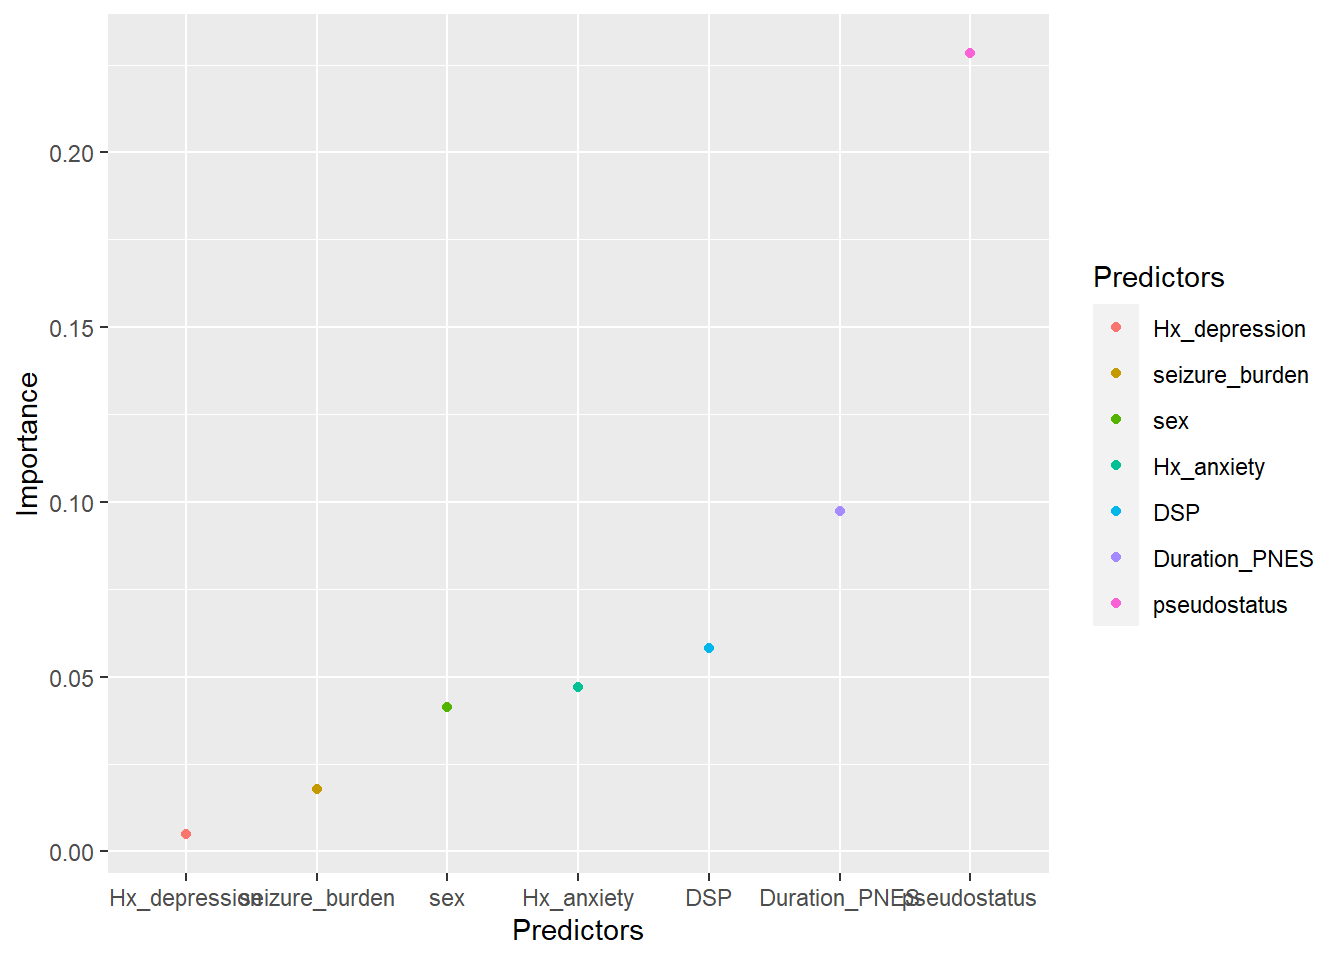 0.20
0.15
0.10
0.05
0.00
Importance
Hx_depression
seizure_burden
sex
Hx_anxiety
DSP
Duration_PNES
pseudostatus
Predictors
Predictors
Hx_depression
seizure_burden
sex
Hx_anxiety
DSP
Duration_PNES
pseudostatus